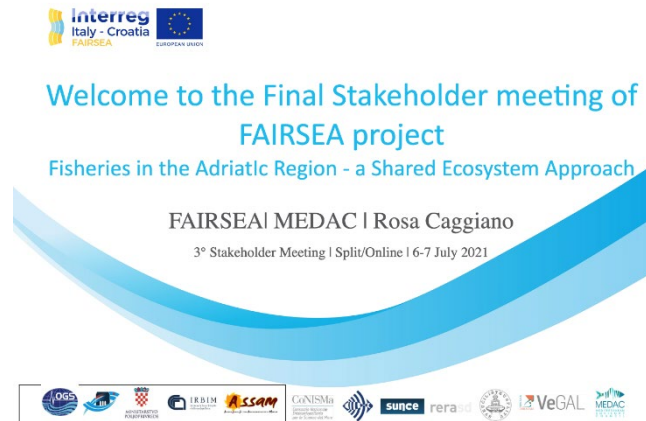 Interreg
Italy - Croatia
FAIRSEA
EUROPEAN UNION
Welcome to the Final Stakeholder meeting of
FAIRSEA project
Fisheries in the AdriatIc Region - a Shared Ecosystem Approach
FAIRSEA| MEDAC | Rosa Caggiano
3° Stakeholder Meeting | Split/Online | 6-7 July 2021
OGS
IRBIM
ASSAM
CoNISMa
sunce
rerasd
VeGAL
MEDAC